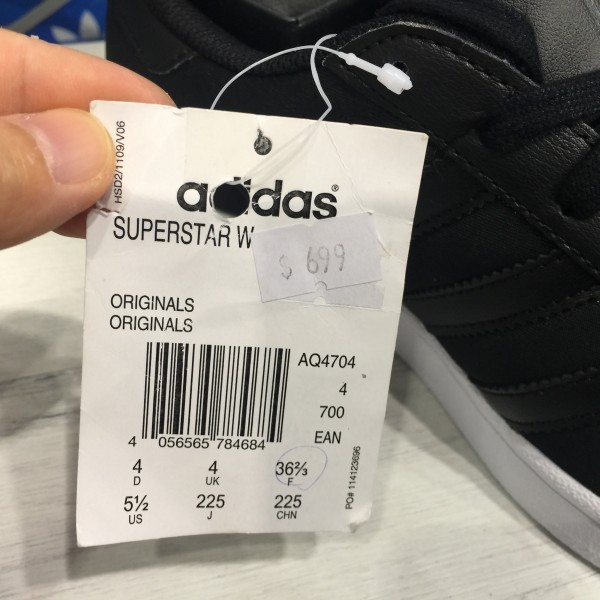 HSD2/1109/V06
adidas®
SUPERSTAR W
$ 699
ORIGINALS
ORIGINALS
AQ4704
4
700
EAN
4 056565 784684
4 4 36⅔
D UK F
5½ 225 225
US J CHN
PO# 114123696